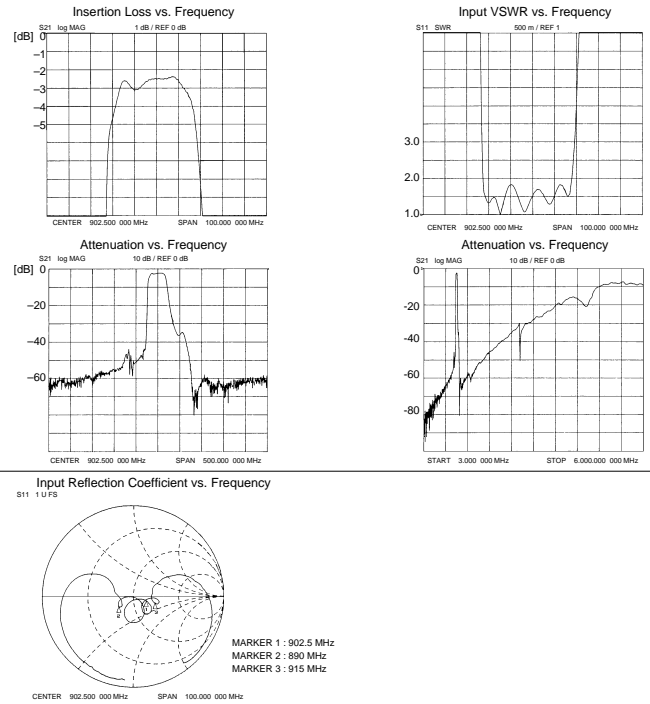 Insertion Loss vs. Frequency
S21 log MAG 1 dB / REF 0 dB
[dB] 0
–1
–2
–3
–4
–5
CENTER 902.500 000 MHz SPAN 100.000 000 MHz
Input VSWR vs. Frequency
S11 SWR 500 m / REF 1
3.0
2.0
1.0
CENTER 902.500 000 MHz SPAN 100.000 000 MHz
Attenuation vs. Frequency
S21 log MAG 10 dB / REF 0 dB
[dB] 0
–20
–40
–60
CENTER 902.500 000 MHz SPAN 500.000 000 MHz
Attenuation vs. Frequency
S21 log MAG 10 dB / REF 0 dB
0
-20
-40
-60
-80
START 3.000 000 MHz STOP 6.000.000 000 MHz
Input Reflection Coefficient vs. Frequency
S11 1 U FS
MARKER 1 : 902.5 MHz
MARKER 2 : 890 MHz
MARKER 3 : 915 MHz
CENTER 902.500 000 MHz SPAN 100.000 000 MHz